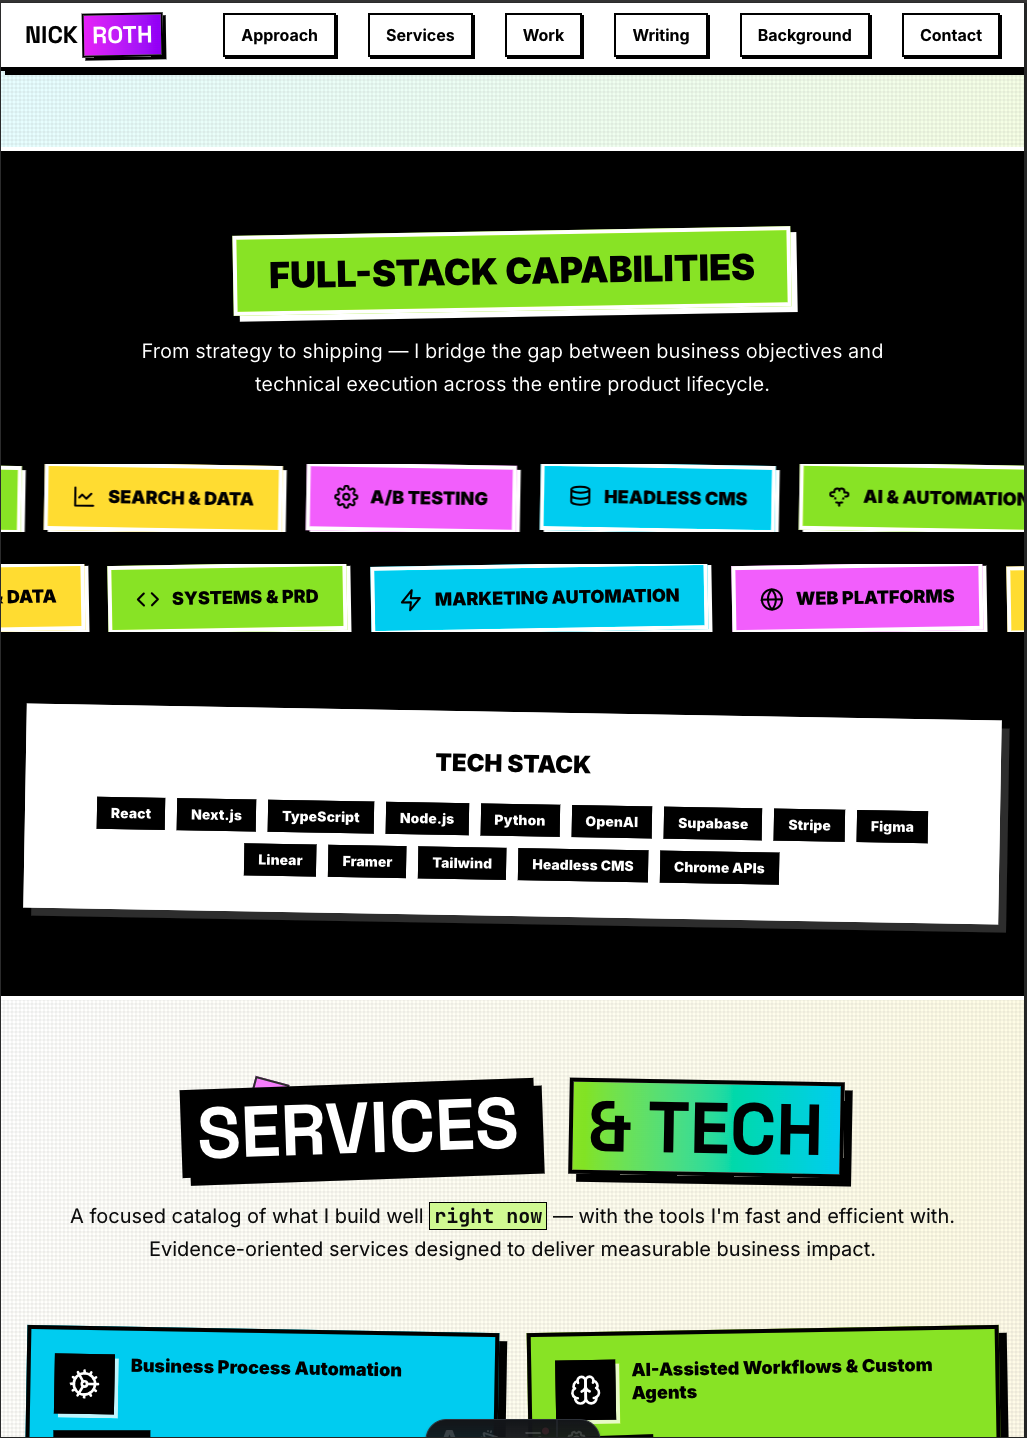 NICK ROTH
Approach
Services
Work
Writing
Background
Contact
FULL-STACK CAPABILITIES
From strategy to shipping — I bridge the gap between business objectives and
technical execution across the entire product lifecycle.
SEARCH & DATA
A/B TESTING
HEADLESS CMS
AI & AUTOMATION
& DATA
SYSTEMS & PRD
MARKETING AUTOMATION
WEB PLATFORMS
TECH STACK
React Next.js TypeScript Node.js Python OpenAI Supabase Stripe Figma
Linear Framer Tailwind Headless CMS Chrome APIs
SERVICES & TECH
A focused catalog of what I build well right now — with the tools I'm fast and efficient with.
Evidence-oriented services designed to deliver measurable business impact.
Business Process Automation
AI-Assisted Workflows & Custom
Agents